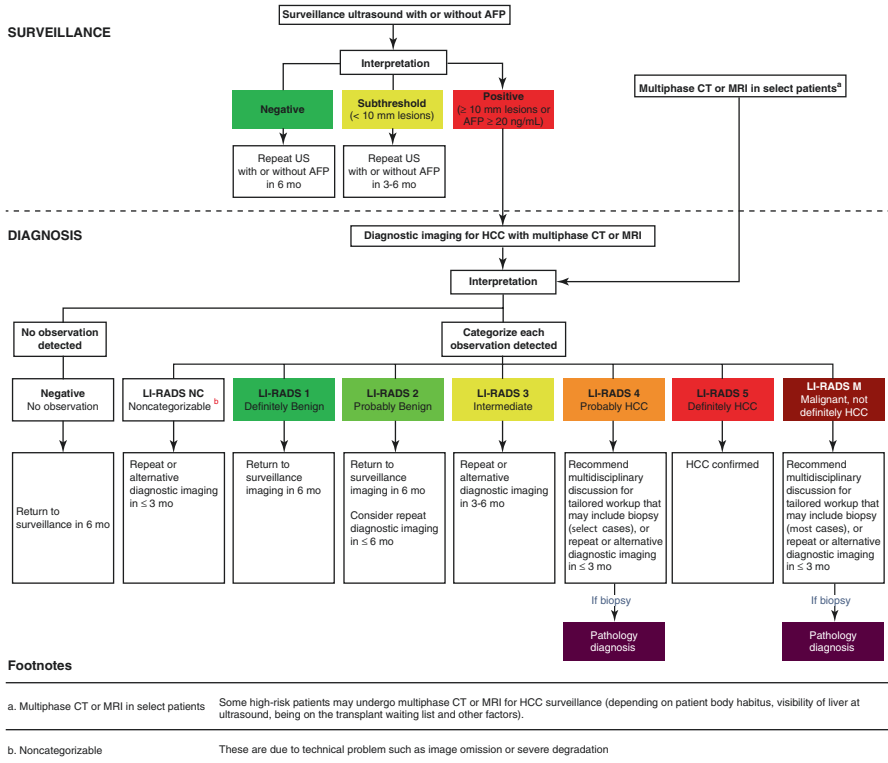 Surveillance ultrasound with or without AFP
SURVEILLANCE
Interpretation
Multiphase CT or MRI in select patientsa
Negative
Subthreshold
(< 10 mm lesions)
Positive
(≥ 10 mm lesions or
AFP ≥ 20 ng/mL)
Repeat US
with or without AFP
in 6 mo
Repeat US
with or without AFP
in 3-6 mo
DIAGNOSIS
Diagnostic imaging for HCC with multiphase CT or MRI
Interpretation
No observation
detected
Categorize each
observation detected
Negative
No observation
LI-RADS NC
Noncategorizable b
LI-RADS 1
Definitely Benign
LI-RADS 2
Probably Benign
LI-RADS 3
Intermediate
LI-RADS 4
Probably HCC
LI-RADS 5
Definitely HCC
LI-RADS M
Malignant, not
definitely HCC
Return to
surveillance in 6 mo
Repeat or
alternative
diagnostic imaging
in ≤ 3 mo
Return to
surveillance
imaging in 6 mo
Return to
surveillance
imaging in 6 mo
Consider repeat
diagnostic imaging
in ≤ 6 mo
Repeat or
alternative
diagnostic imaging
in 3-6 mo
Recommend
multidisciplinary
discussion for
tailored workup that
may include biopsy
(select cases), or
repeat or alternative
diagnostic imaging
in ≤ 3 mo
HCC confirmed
Recommend
multidisciplinary
discussion for
tailored workup that
may include biopsy
(most cases), or
repeat or alternative
diagnostic imaging
in ≤ 3 mo
If biopsy
If biopsy
Pathology
diagnosis
Pathology
diagnosis
Footnotes
a. Multiphase CT or MRI in select patients
Some high-risk patients may undergo multiphase CT or MRI for HCC surveillance (depending on patient body habitus, visibility of liver at
ultrasound, being on the transplant waiting list and other factors).
b. Noncategorizable
These are due to technical problem such as image omission or severe degradation